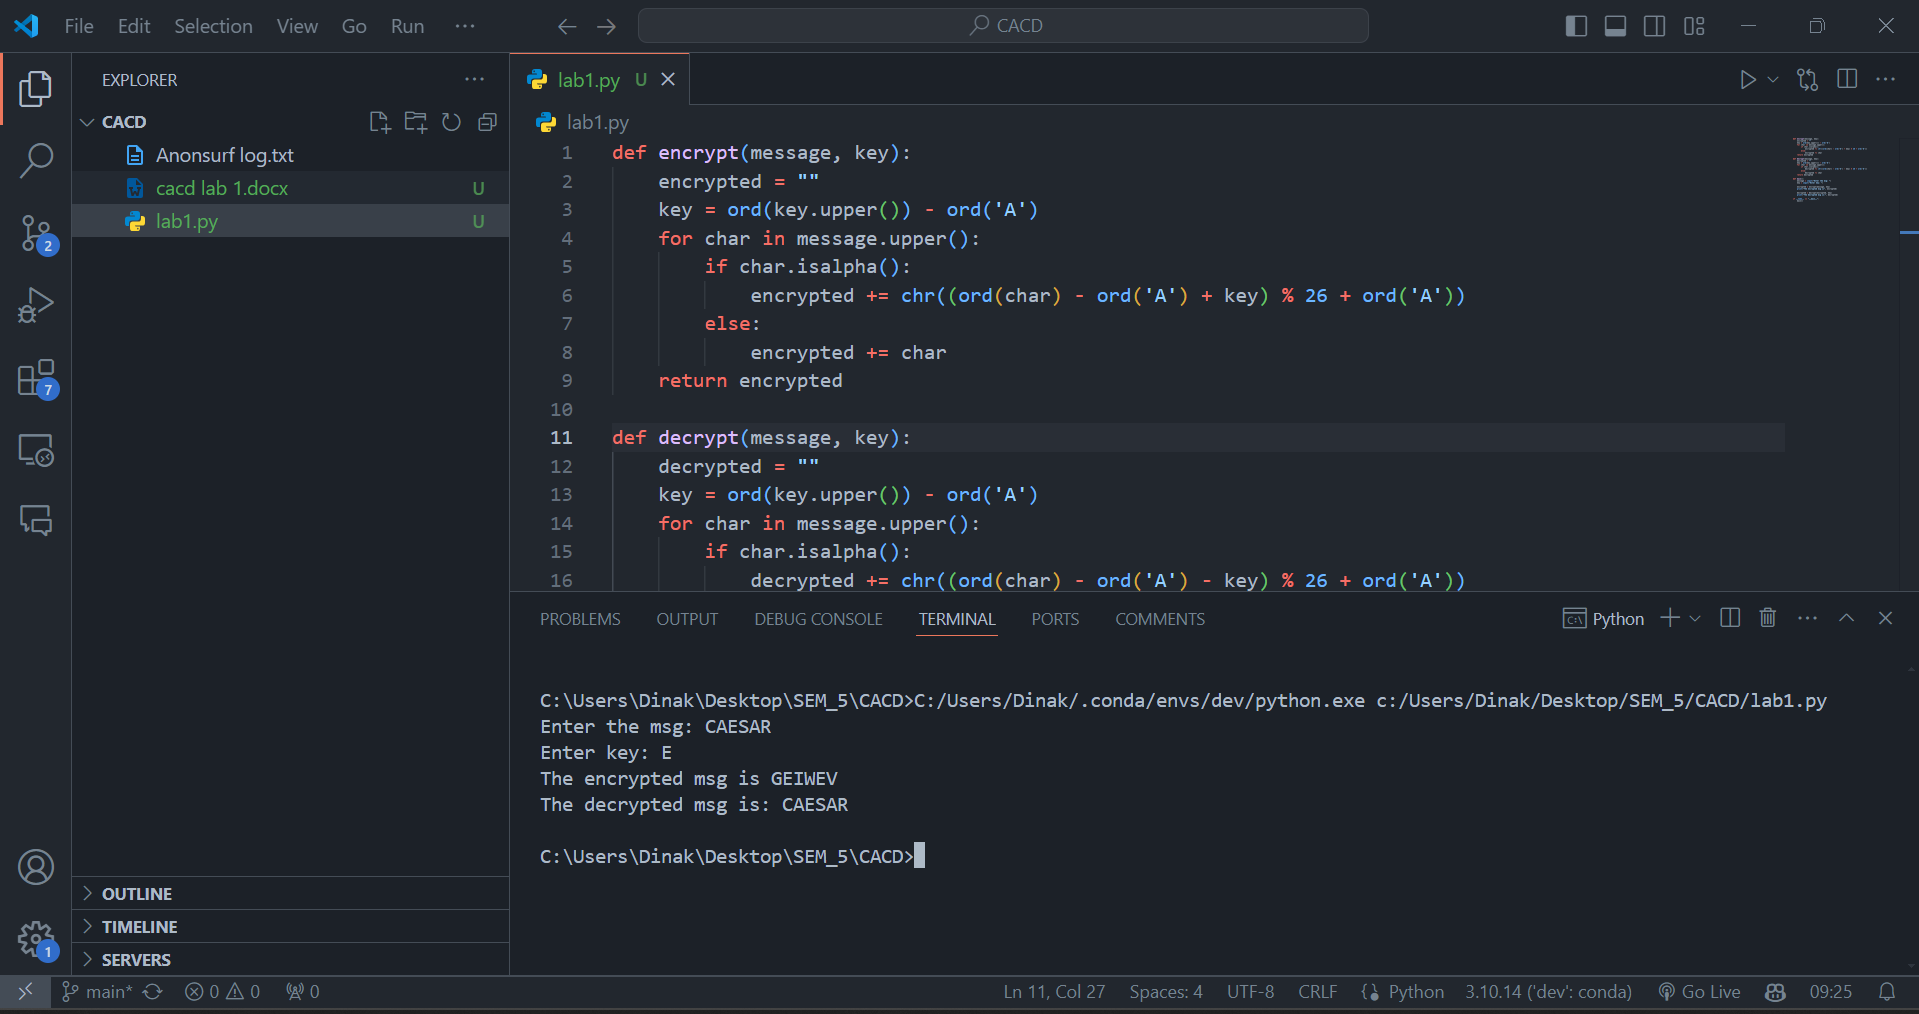 File Edit Selection View Go Run ···
CACD
EXPLORER ···
CACD
Anonsurf log.txt
cacd lab 1.docx U
lab1.py U
2
7
1
OUTLINE
TIMELINE
SERVERS
lab1.py U
lab1.py
1 def encrypt(message, key):
2 encrypted = ""
3 key = ord(key.upper()) - ord('A')
4 for char in message.upper():
5 if char.isalpha():
6 encrypted += chr((ord(char) - ord('A') + key) % 26 + ord('A'))
7 else:
8 encrypted += char
9 return encrypted
10
11 def decrypt(message, key):
12 decrypted = ""
13 key = ord(key.upper()) - ord('A')
14 for char in message.upper():
15 if char.isalpha():
16 decrypted += chr((ord(char) - ord('A') - key) % 26 + ord('A'))
PROBLEMS OUTPUT DEBUG CONSOLE TERMINAL PORTS COMMENTS
Python
C:\Users\Dinak\Desktop\SEM_5\CACD>C:/Users/Dinak/.conda/envs/dev/python.exe c:/Users/Dinak/Desktop/SEM_5/CACD/lab1.py
Enter the msg: CAESAR
Enter key: E
The encrypted msg is GEIWEV
The decrypted msg is: CAESAR
C:\Users\Dinak\Desktop\SEM_5\CACD>
main* 0 0 0 Ln 11, Col 27 Spaces: 4 UTF-8 CRLF Python 3.10.14 ('dev': conda) Go Live 09:25